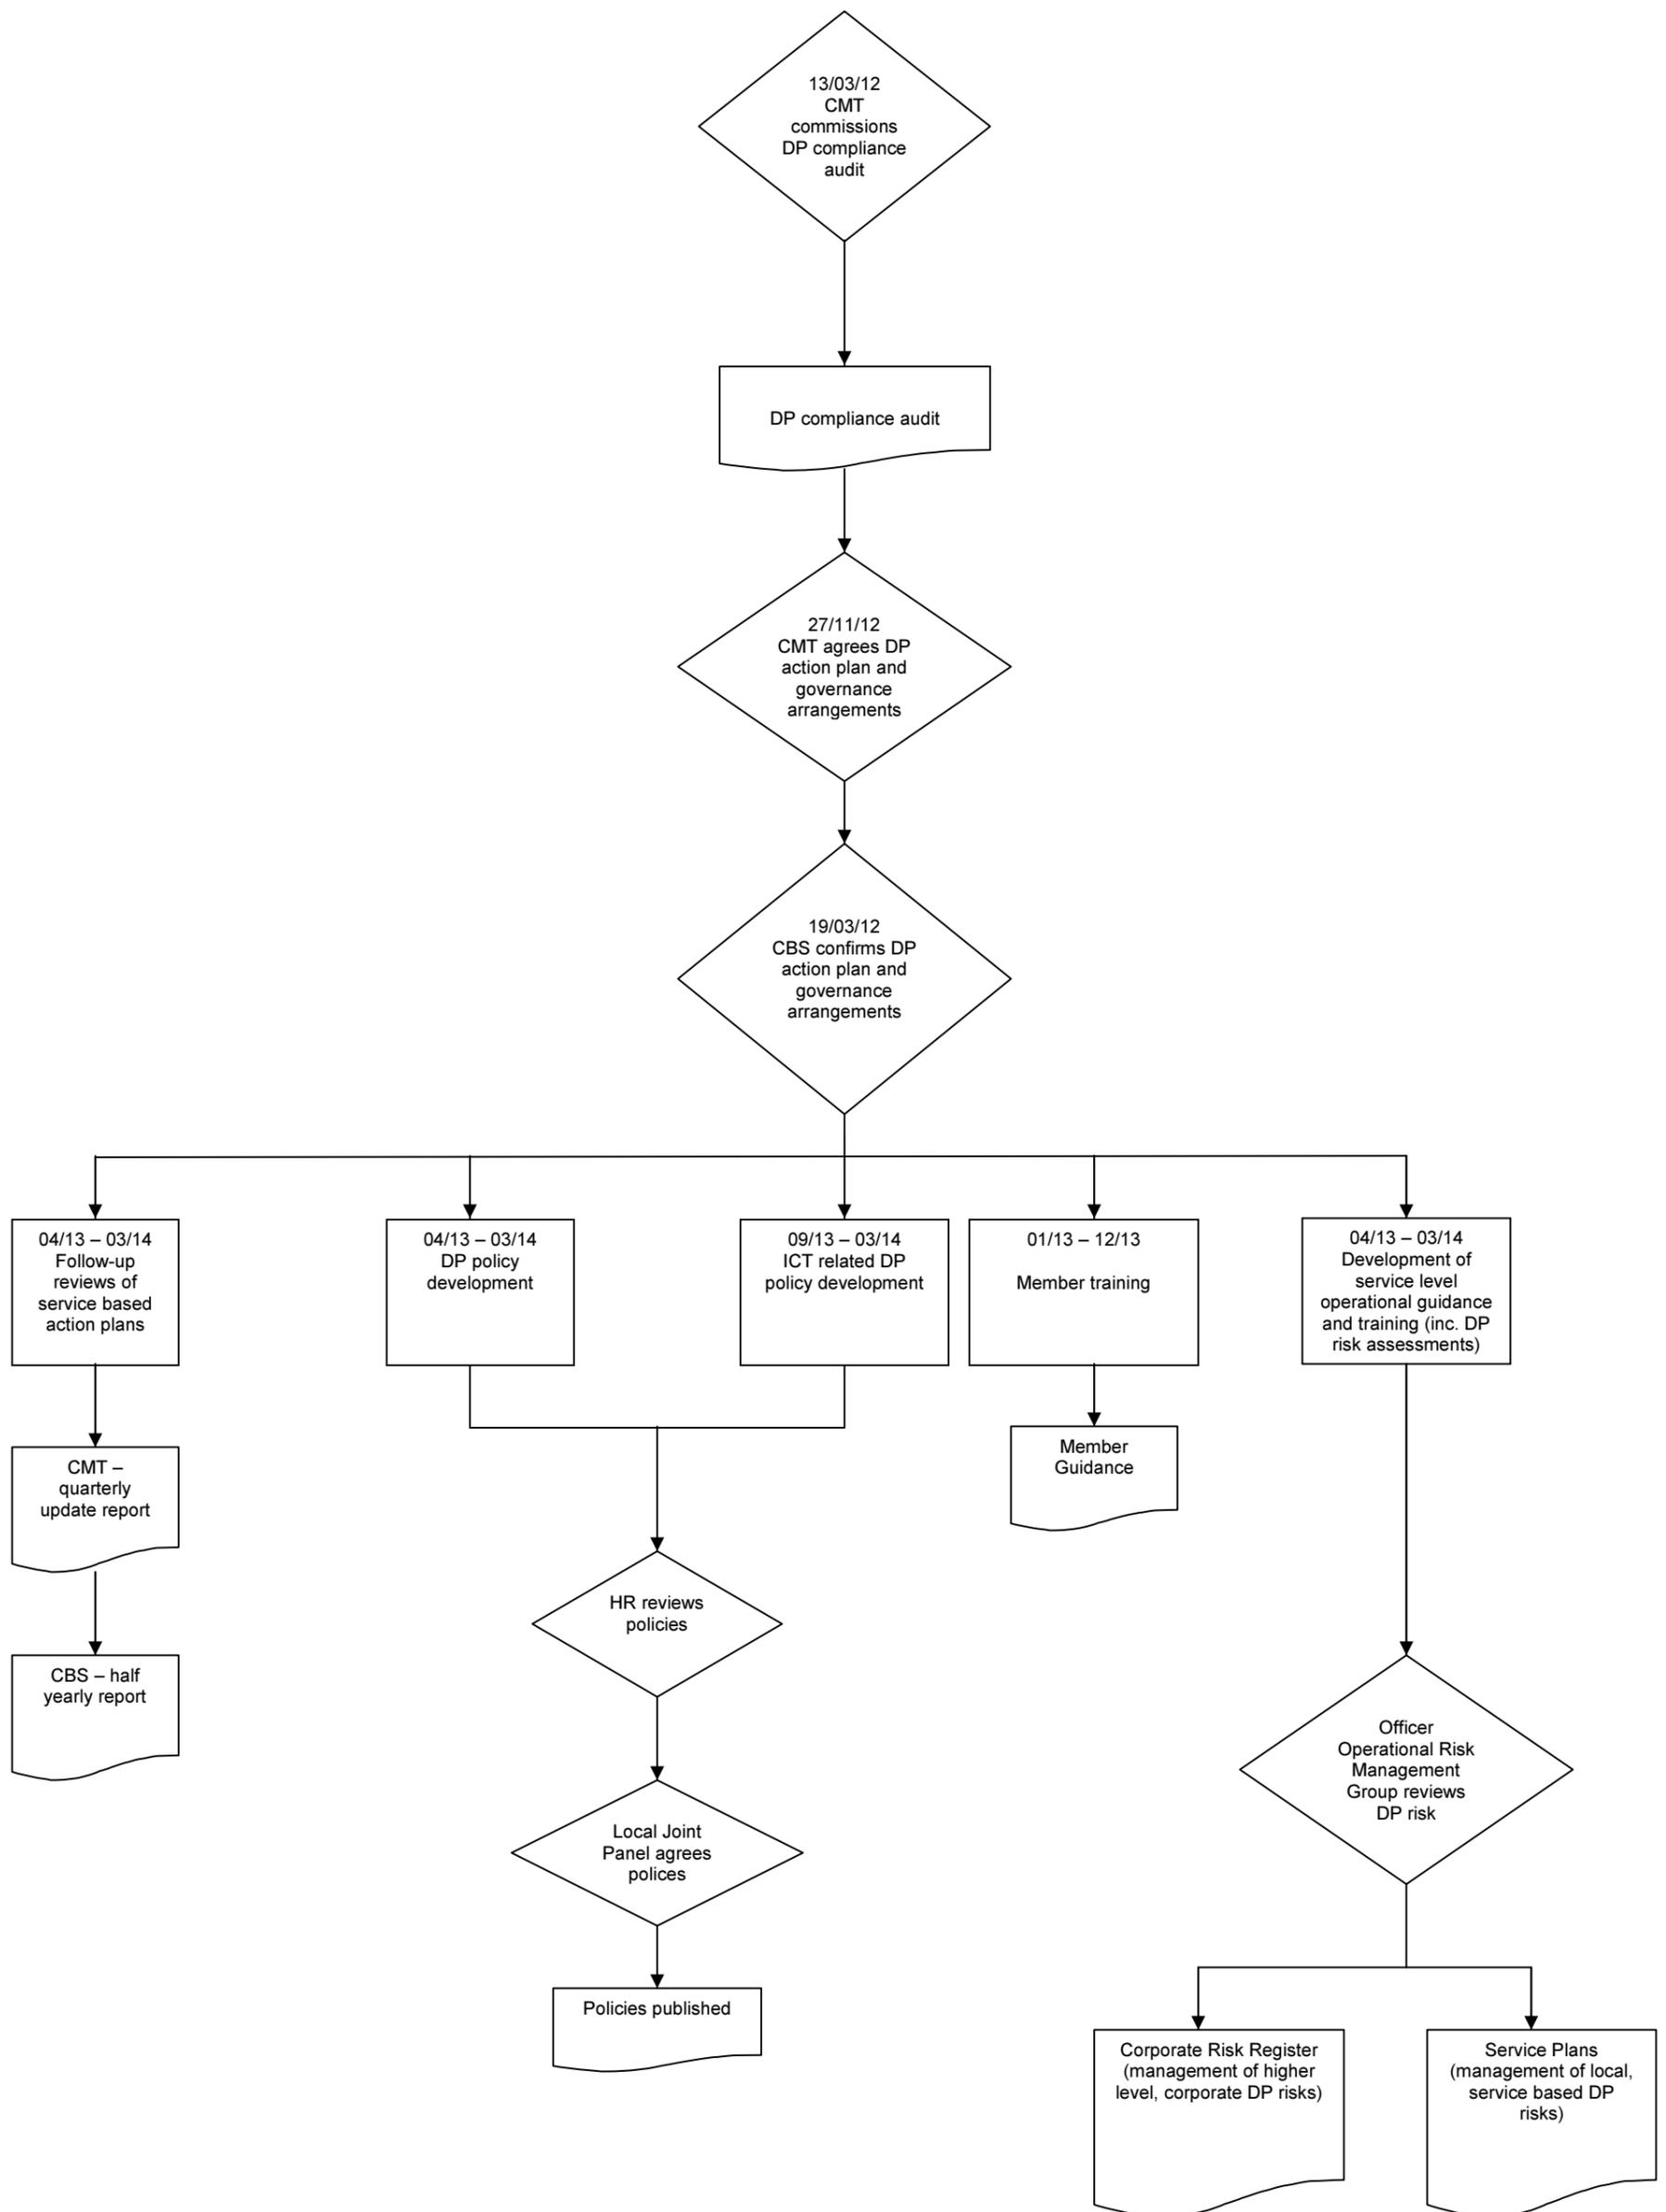 13/03/12
CMT
commissions
DP compliance
audit
DP compliance audit
27/11/12
CMT agrees DP
action plan and
governance
arrangements
19/03/12
CBS confirms DP
action plan and
governance
arrangements
04/13 – 03/14
Follow-up
reviews of
service based
action plans
04/13 – 03/14
DP policy
development
09/13 – 03/14
ICT related DP
policy development
01/13 – 12/13
Member training
04/13 – 03/14
Development of
service level
operational guidance
and training (inc. DP
risk assessments)
CMT –
quarterly
update report
Member
Guidance
CBS – half
yearly report
HR reviews
policies
Local Joint
Panel agrees
polices
Policies published
Officer
Operational Risk
Management
Group reviews
DP risk
Corporate Risk Register
(management of higher
level, corporate DP risks)
Service Plans
(management of local,
service based DP
risks)